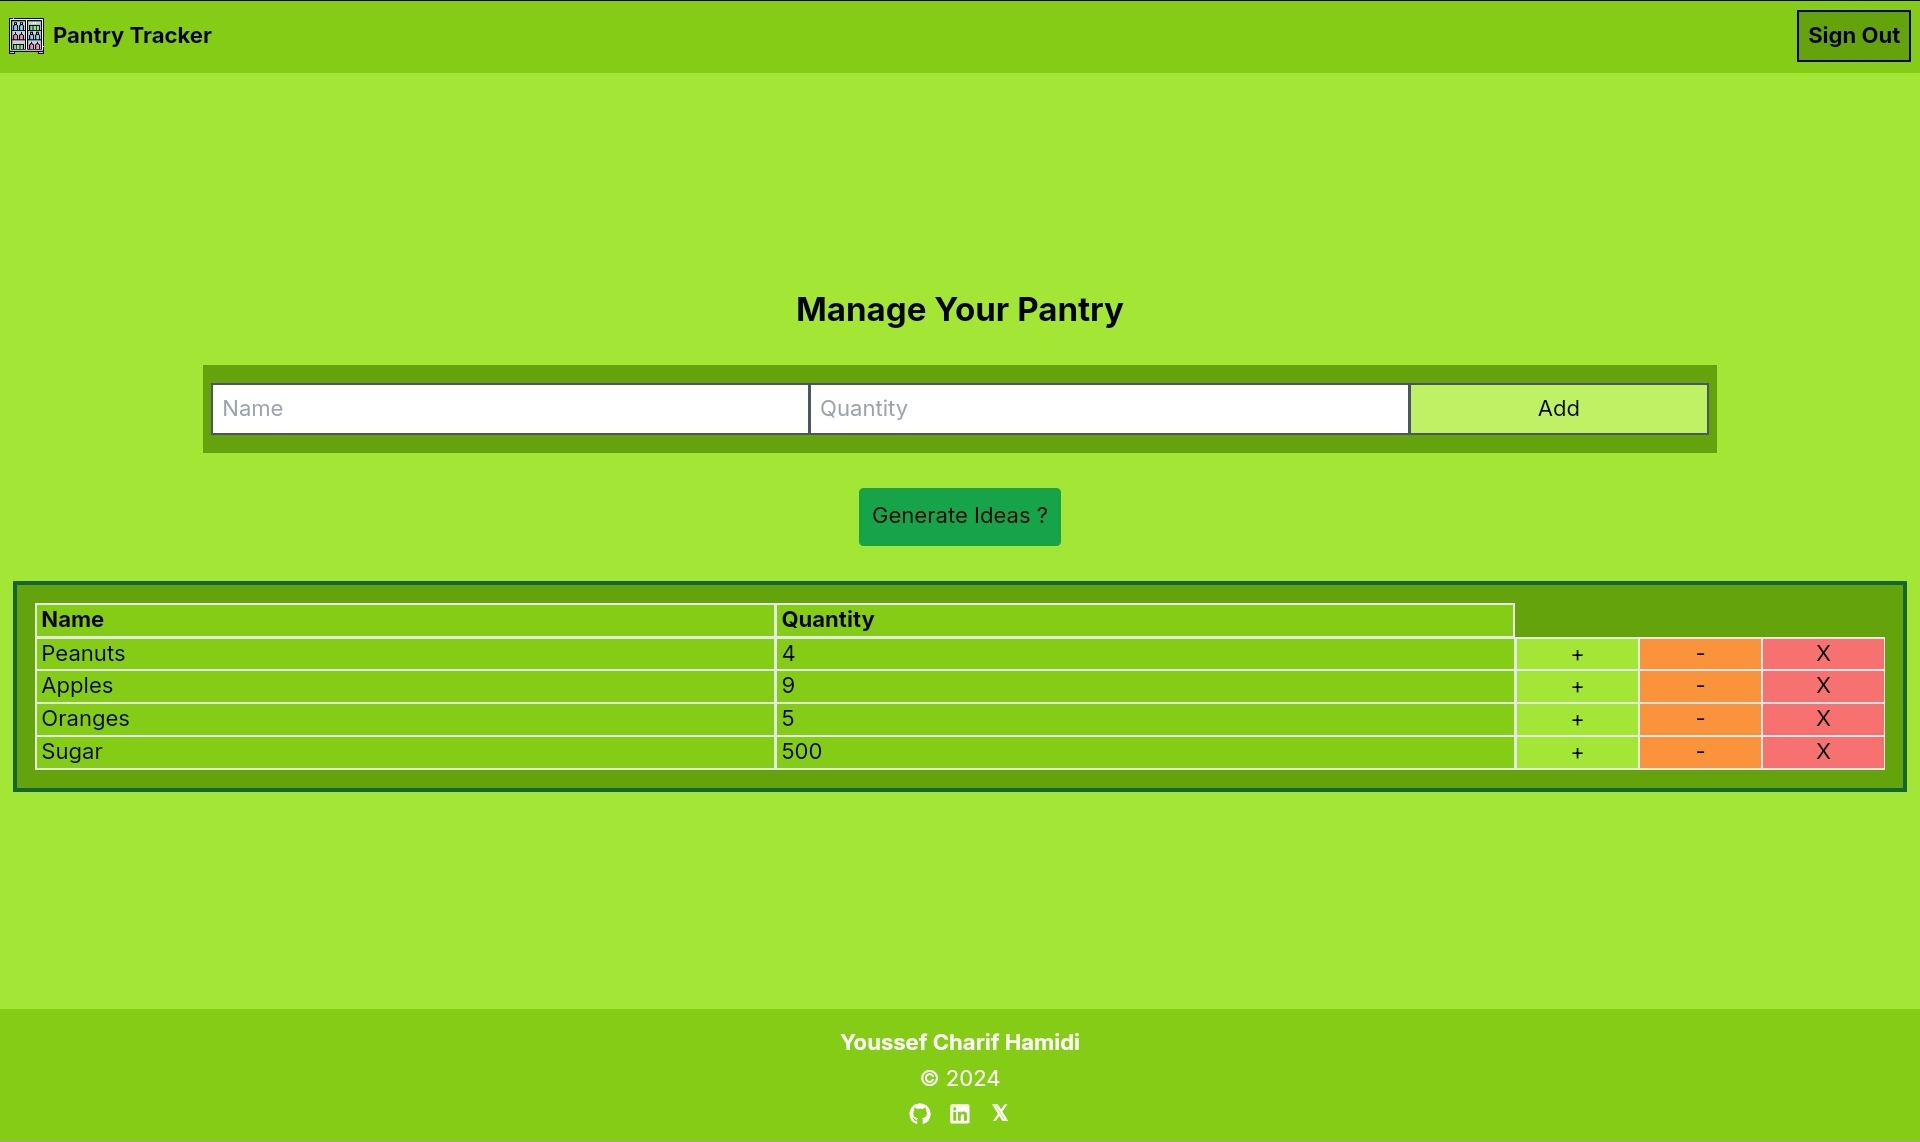 Pantry Tracker
Sign Out
Manage Your Pantry
Name Quantity Add
Generate Ideas ?
Name Quantity
Peanuts 4 + - X
Apples 9 + - X
Oranges 5 + - X
Sugar 500 + - X
Youssef Charif Hamidi
© 2024